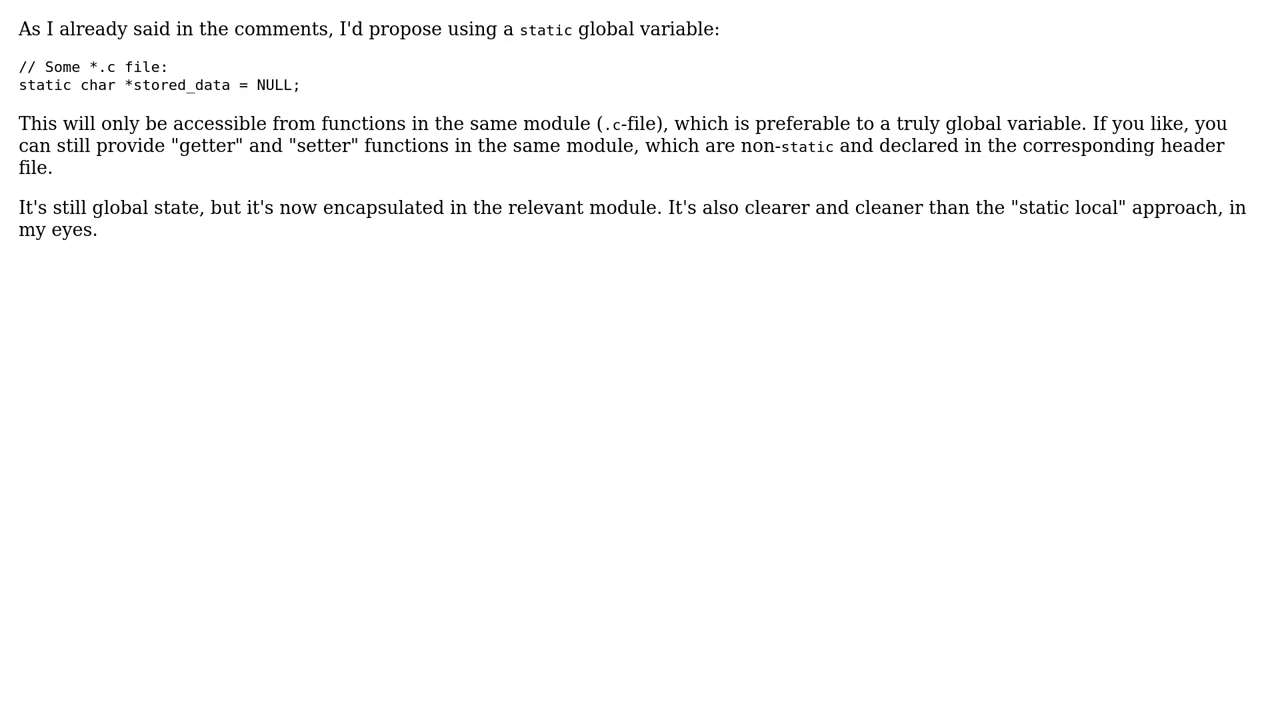 As I already said in the comments, I'd propose using a static global variable:
// Some *.c file:
static char *stored_data = NULL;
This will only be accessible from functions in the same module (.c-file), which is preferable to a truly global variable. If you like, you
can still provide "getter" and "setter" functions in the same module, which are non-static and declared in the corresponding header
file.
It's still global state, but it's now encapsulated in the relevant module. It's also clearer and cleaner than the "static local" approach, in
my eyes.